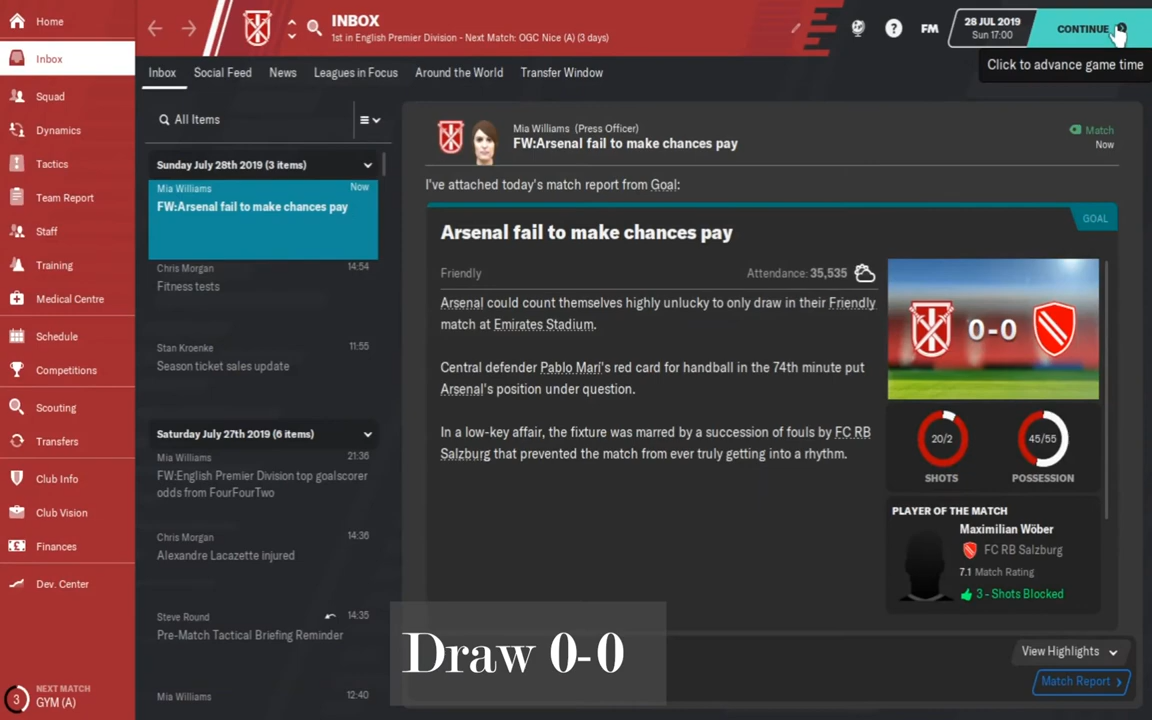 Home
Inbox
Squad
Dynamics
Tactics
Team Report
Staff
Training
Medical Centre
Schedule
Competitions
Scouting
Transfers
Club Info
Club Vision
Finances
Dev. Center
3
NEXT MATCH
GYM (A)
INBOX
1st in English Premier Division - Next Match: OGC Nice (A) (3 days)
?
FM
28 JUL 2019
Sun 17:00
CONTINUE
Click to advance game time
Inbox
Social Feed
News
Leagues in Focus
Around the World
Transfer Window
All Items
Sunday July 28th 2019 (3 items)
Mia Williams
Now
FW:Arsenal fail to make chances pay
Chris Morgan
14:54
Fitness tests
Stan Kroenke
11:55
Season ticket sales update
Saturday July 27th 2019 (6 items)
Mia Williams
21:36
FW:English Premier Division top goalscorer
odds from FourFourTwo
Chris Morgan
14:36
Alexandre Lacazette injured
Steve Round
14:35
Pre-Match Tactical Briefing Reminder
Mia Williams
12:40
Mia Williams (Press Officer)
FW:Arsenal fail to make chances pay
Match
Now
I've attached today's match report from Goal:
GOAL
Arsenal fail to make chances pay
Friendly
Attendance: 35,535
Arsenal could count themselves highly unlucky to only draw in their Friendly
match at Emirates Stadium.
Central defender Pablo Marí's red card for handball in the 74th minute put
Arsenal's position under question.
In a low-key affair, the fixture was marred by a succession of fouls by FC RB
Salzburg that prevented the match from ever truly getting into a rhythm.
0-0
20/2
SHOTS
45/55
POSSESSION
PLAYER OF THE MATCH
Maximilian Wöber
FC RB Salzburg
7.1 Match Rating
3 - Shots Blocked
View Highlights
Match Report
Draw 0-0